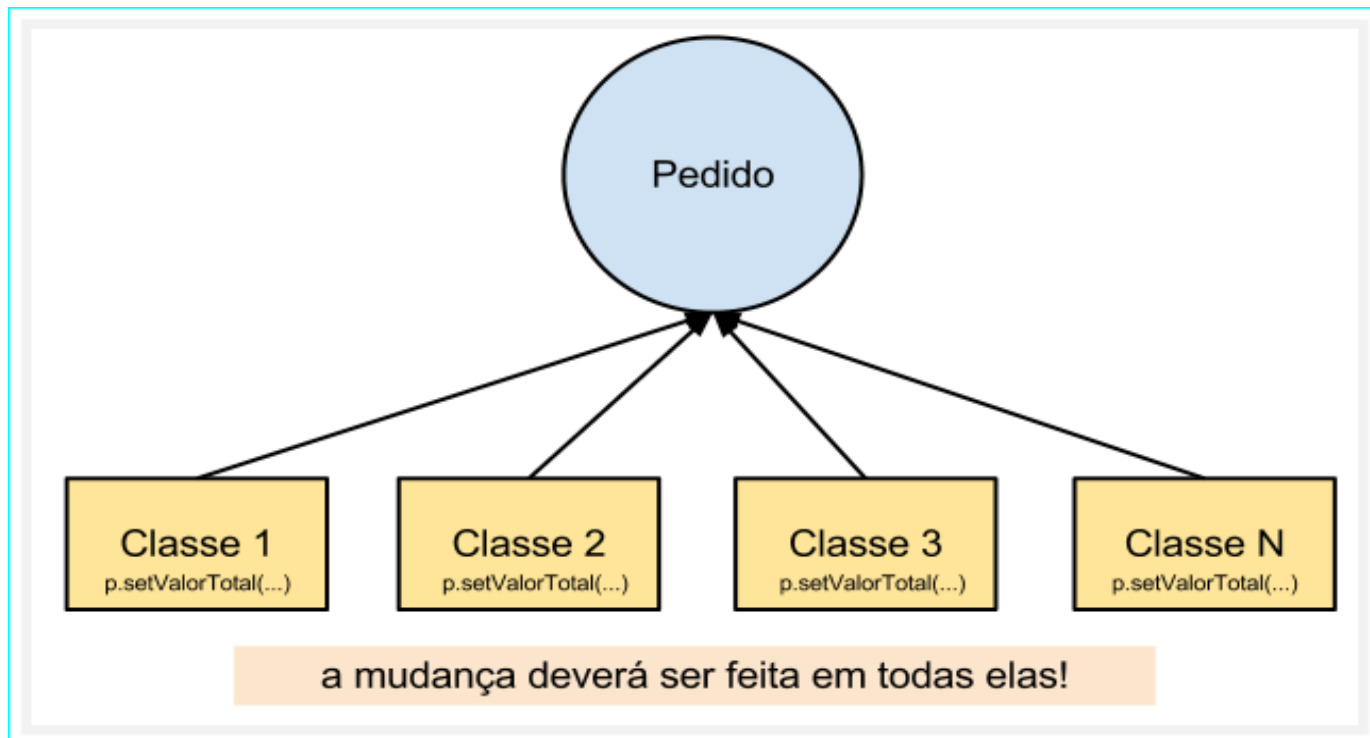 Pedido
Classe 1
p.setValorTotal(...)
Classe 2
p.setValorTotal(...)
Classe 3
p.setValorTotal(...)
Classe N
p.setValorTotal(...)
a mudança deverá ser feita em todas elas!